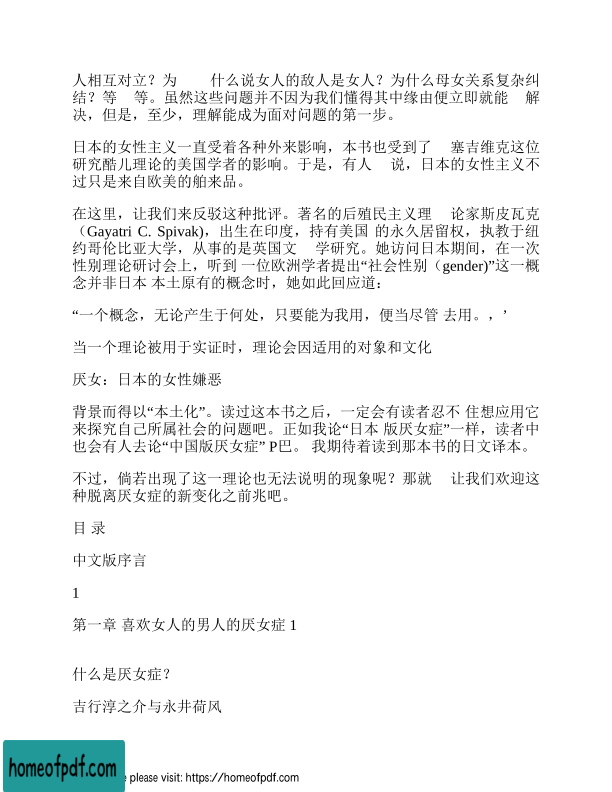 人相互对立？为 什么说女人的敌人是女人？为什么母女关系复杂纠
结？等 等。虽然这些问题并不因为我们懂得其中缘由便立即就能 解
决，但是，至少，理解能成为面对问题的第一步。
日本的女性主义一直受着各种外来影响，本书也受到了 塞吉维克这位
研究酷儿理论的美国学者的影响。于是，有人 说，日本的女性主义不
过只是来自欧美的舶来品。
在这里，让我们来反驳这种批评。著名的后殖民主义理 论家斯皮瓦克
（Gayatri C. Spivak)，出生在印度，持有美国 的永久居留权，执教于纽
约哥伦比亚大学，从事的是英国文 学研究。她访问日本期间，在一次
性别理论研讨会上，听到 一位欧洲学者提出“社会性别（gender)”这一概
念并非日本 本土原有的概念时，她如此回应道：
“一个概念，无论产生于何处，只要能为我用，便当尽管 去用。，’
当一个理论被用于实证时，理论会因适用的对象和文化
厌女：日本的女性嫌恶
背景而得以“本土化”。读过这本书之后，一定会有读者忍不 住想应用它
来探究自己所属社会的问题吧。正如我论“日本 版厌女症”一样，读者中
也会有人去论“中国版厌女症” P巴。 我期待着读到那本书的日文译本。
不过，倘若出现了这一理论也无法说明的现象呢？那就 让我们欢迎这
种脱离厌女症的新变化之前兆吧。
目 录
中文版序言
1
第一章 喜欢女人的男人的厌女症 1
什么是厌女症？
吉行淳之介与永井荷风
homeofpdf.com
please visit: https://homeofpdf.com